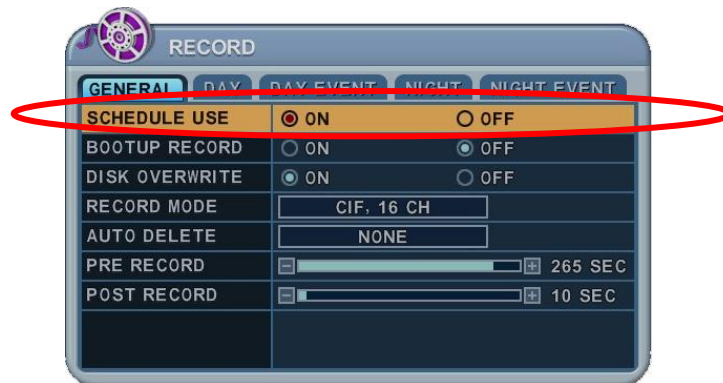 RECORD
GENERAL DAY DAY EVENT NIGHT NIGHT EVENT
SCHEDULE USE ON OFF
BOOTUP RECORD ON OFF
DISK OVERWRITE ON OFF
RECORD MODE CIF, 16 CH
AUTO DELETE NONE
PRE RECORD 265 SEC
POST RECORD 10 SEC